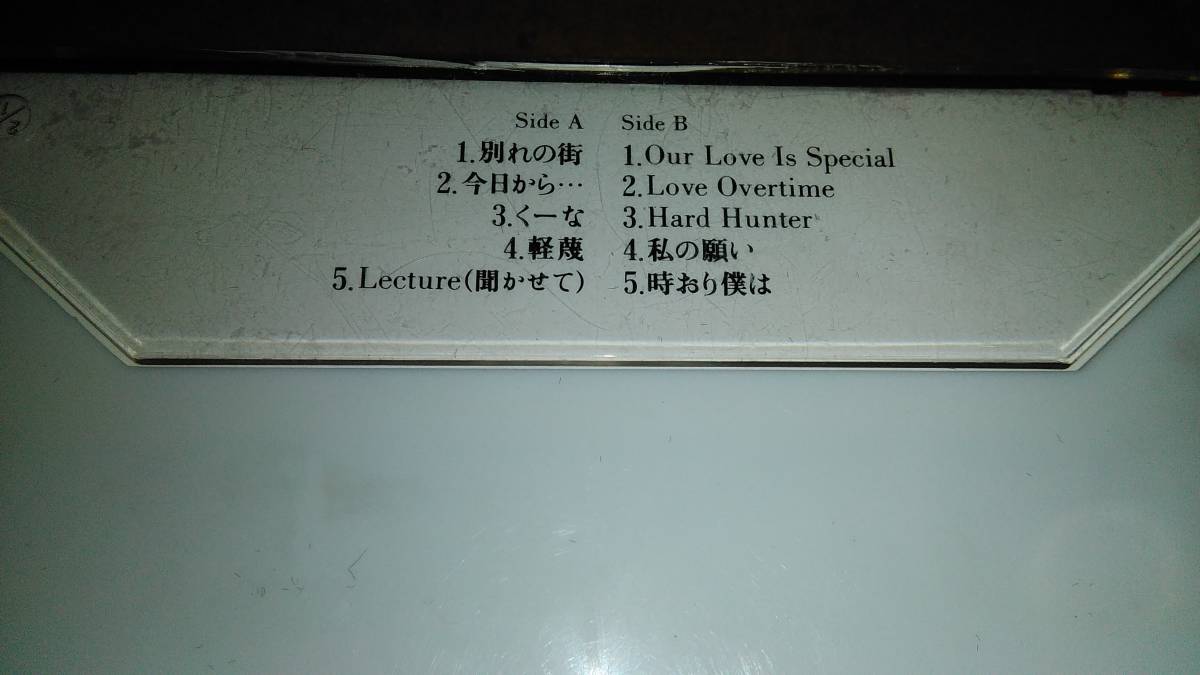 Side A
1.別れの街
2.今日から…
3.くーな
4.軽蔑
5.Lecture(聞かせて)
Side B
1.Our Love Is Special
2.Love Overtime
3.Hard Hunter
4.私の願い
5.時おり僕は